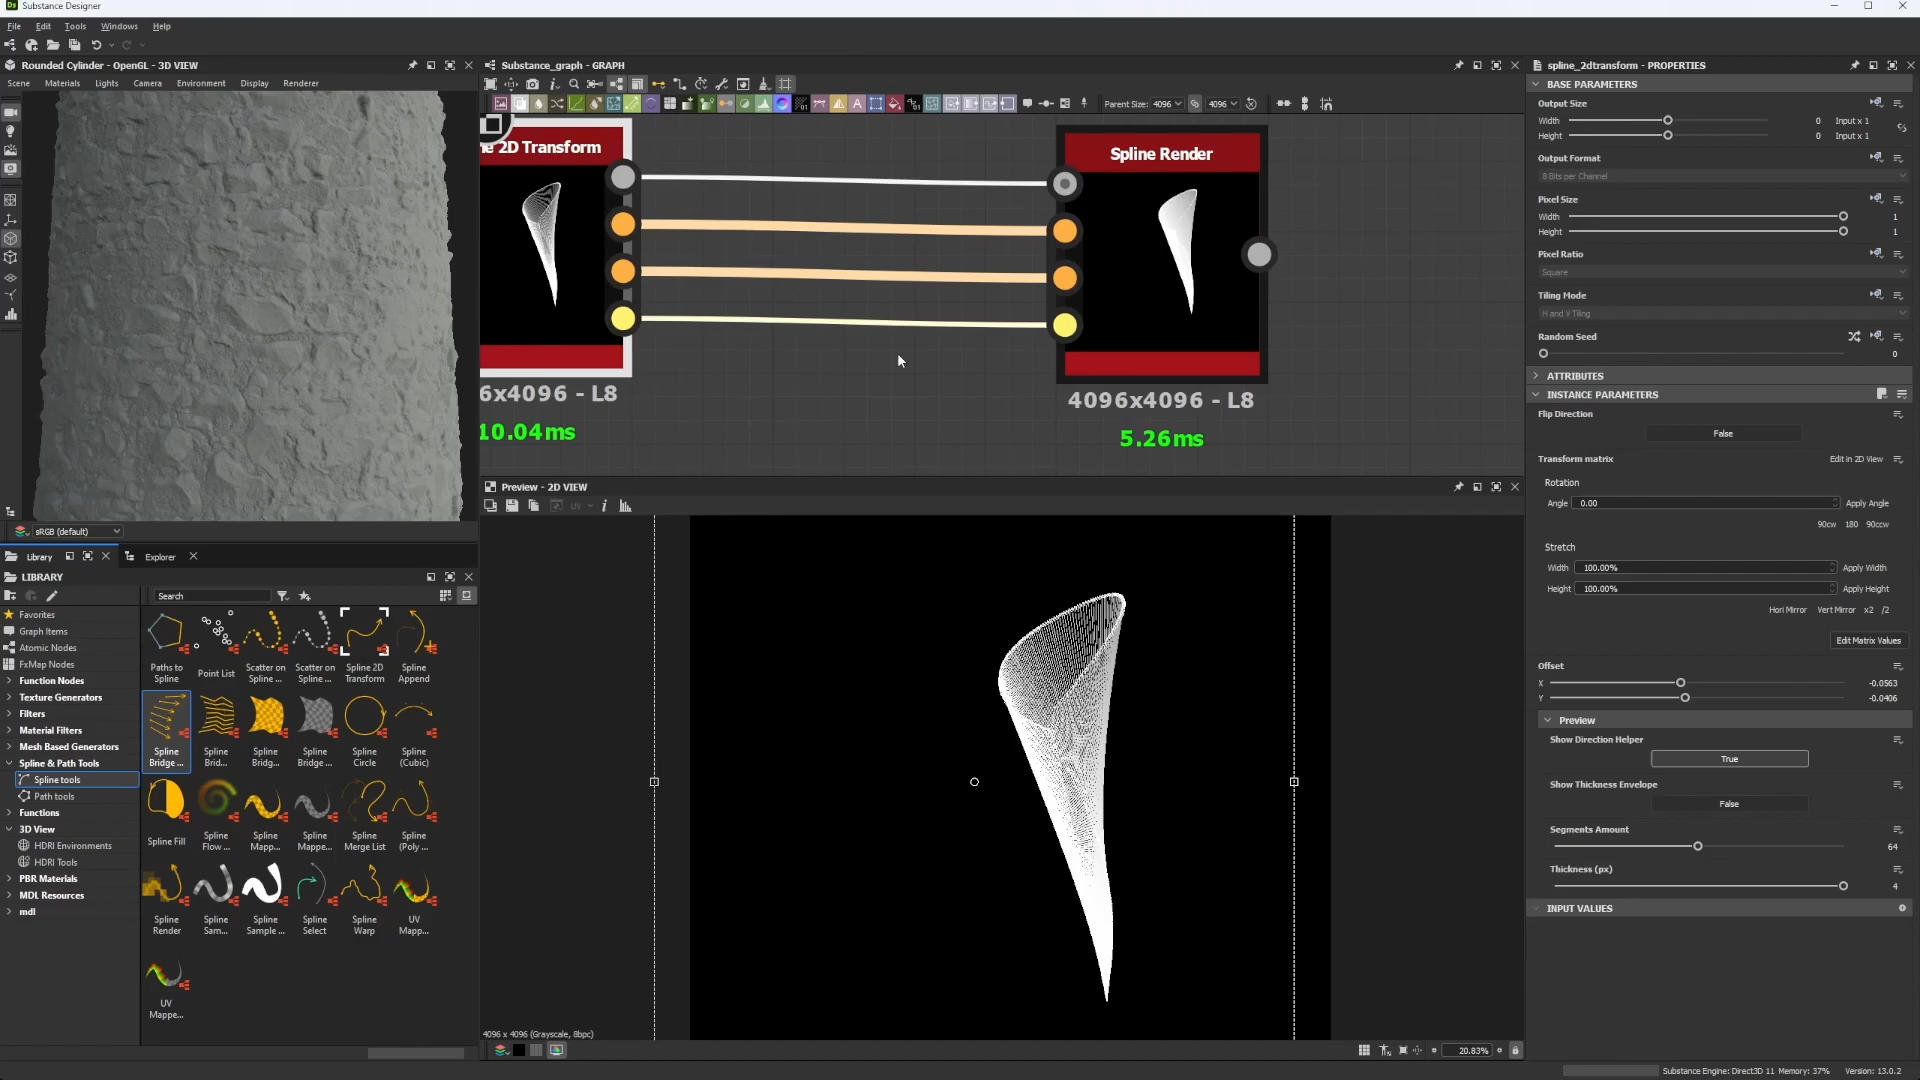 Substance Designer
File Edit Tools Windows Help
Rounded Cylinder - OpenGL - 3D VIEW
Scene Materials Lights Camera Environment Display Renderer
sRGB (default)
Substance_graph - GRAPH
Parent Size: 4096 4096
ne 2D Transform
6x4096 - L8
10.04ms
Spline Render
4096x4096 - L8
5.26ms
Preview - 2D VIEW
UV
4096 x 4096 (Grayscale, 8bpc)
20.83%
Library Explorer
LIBRARY
Search
Favorites
Graph Items
Atomic Nodes
FxMap Nodes
Function Nodes
Texture Generators
Filters
Material Filters
Mesh Based Generators
Spline & Path Tools
Spline tools
Path tools
Functions
3D View
HDRI Environments
HDRI Tools
PBR Materials
MDL Resources
mdl
Paths to Spline
Point List
Scatter on Spline ...
Scatter on Spline ...
Spline 2D Transform
Spline Append
Spline Bridge ...
Spline Brid...
Spline Bridg...
Spline Bridge ...
Spline Circle
Spline (Cubic)
Spline Fill
Spline Flow ...
Spline Mapp...
Spline Mappe...
Spline Merge List
Spline (Poly ...
Spline Render
Spline Sam...
Spline Sample ...
Spline Select
Spline Warp
UV Mapp...
UV Mappe...
spline_2dtransform - PROPERTIES
BASE PARAMETERS
Output Size
Width 0 Input x 1
Height 0 Input x 1
Output Format
8 Bits per Channel
Pixel Size
Width 1
Height 1
Pixel Ratio
Square
Tiling Mode
H and V Tiling
Random Seed
0
ATTRIBUTES
INSTANCE PARAMETERS
Flip Direction
False
Transform matrix Edit in 2D View
Rotation
Angle 0.00 Apply Angle
90cw 180 90ccw
Stretch
Width 100.00% Apply Width
Height 100.00% Apply Height
Hori Mirror Vert Mirror x2 /2
Edit Matrix Values
Offset
X -0.0563
Y -0.0406
Preview
Show Direction Helper
True
Show Thickness Envelope
False
Segments Amount
64
Thickness (px)
4
INPUT VALUES
Substance Engine: Direct3D 11 Memory: 37% Version: 13.0.2